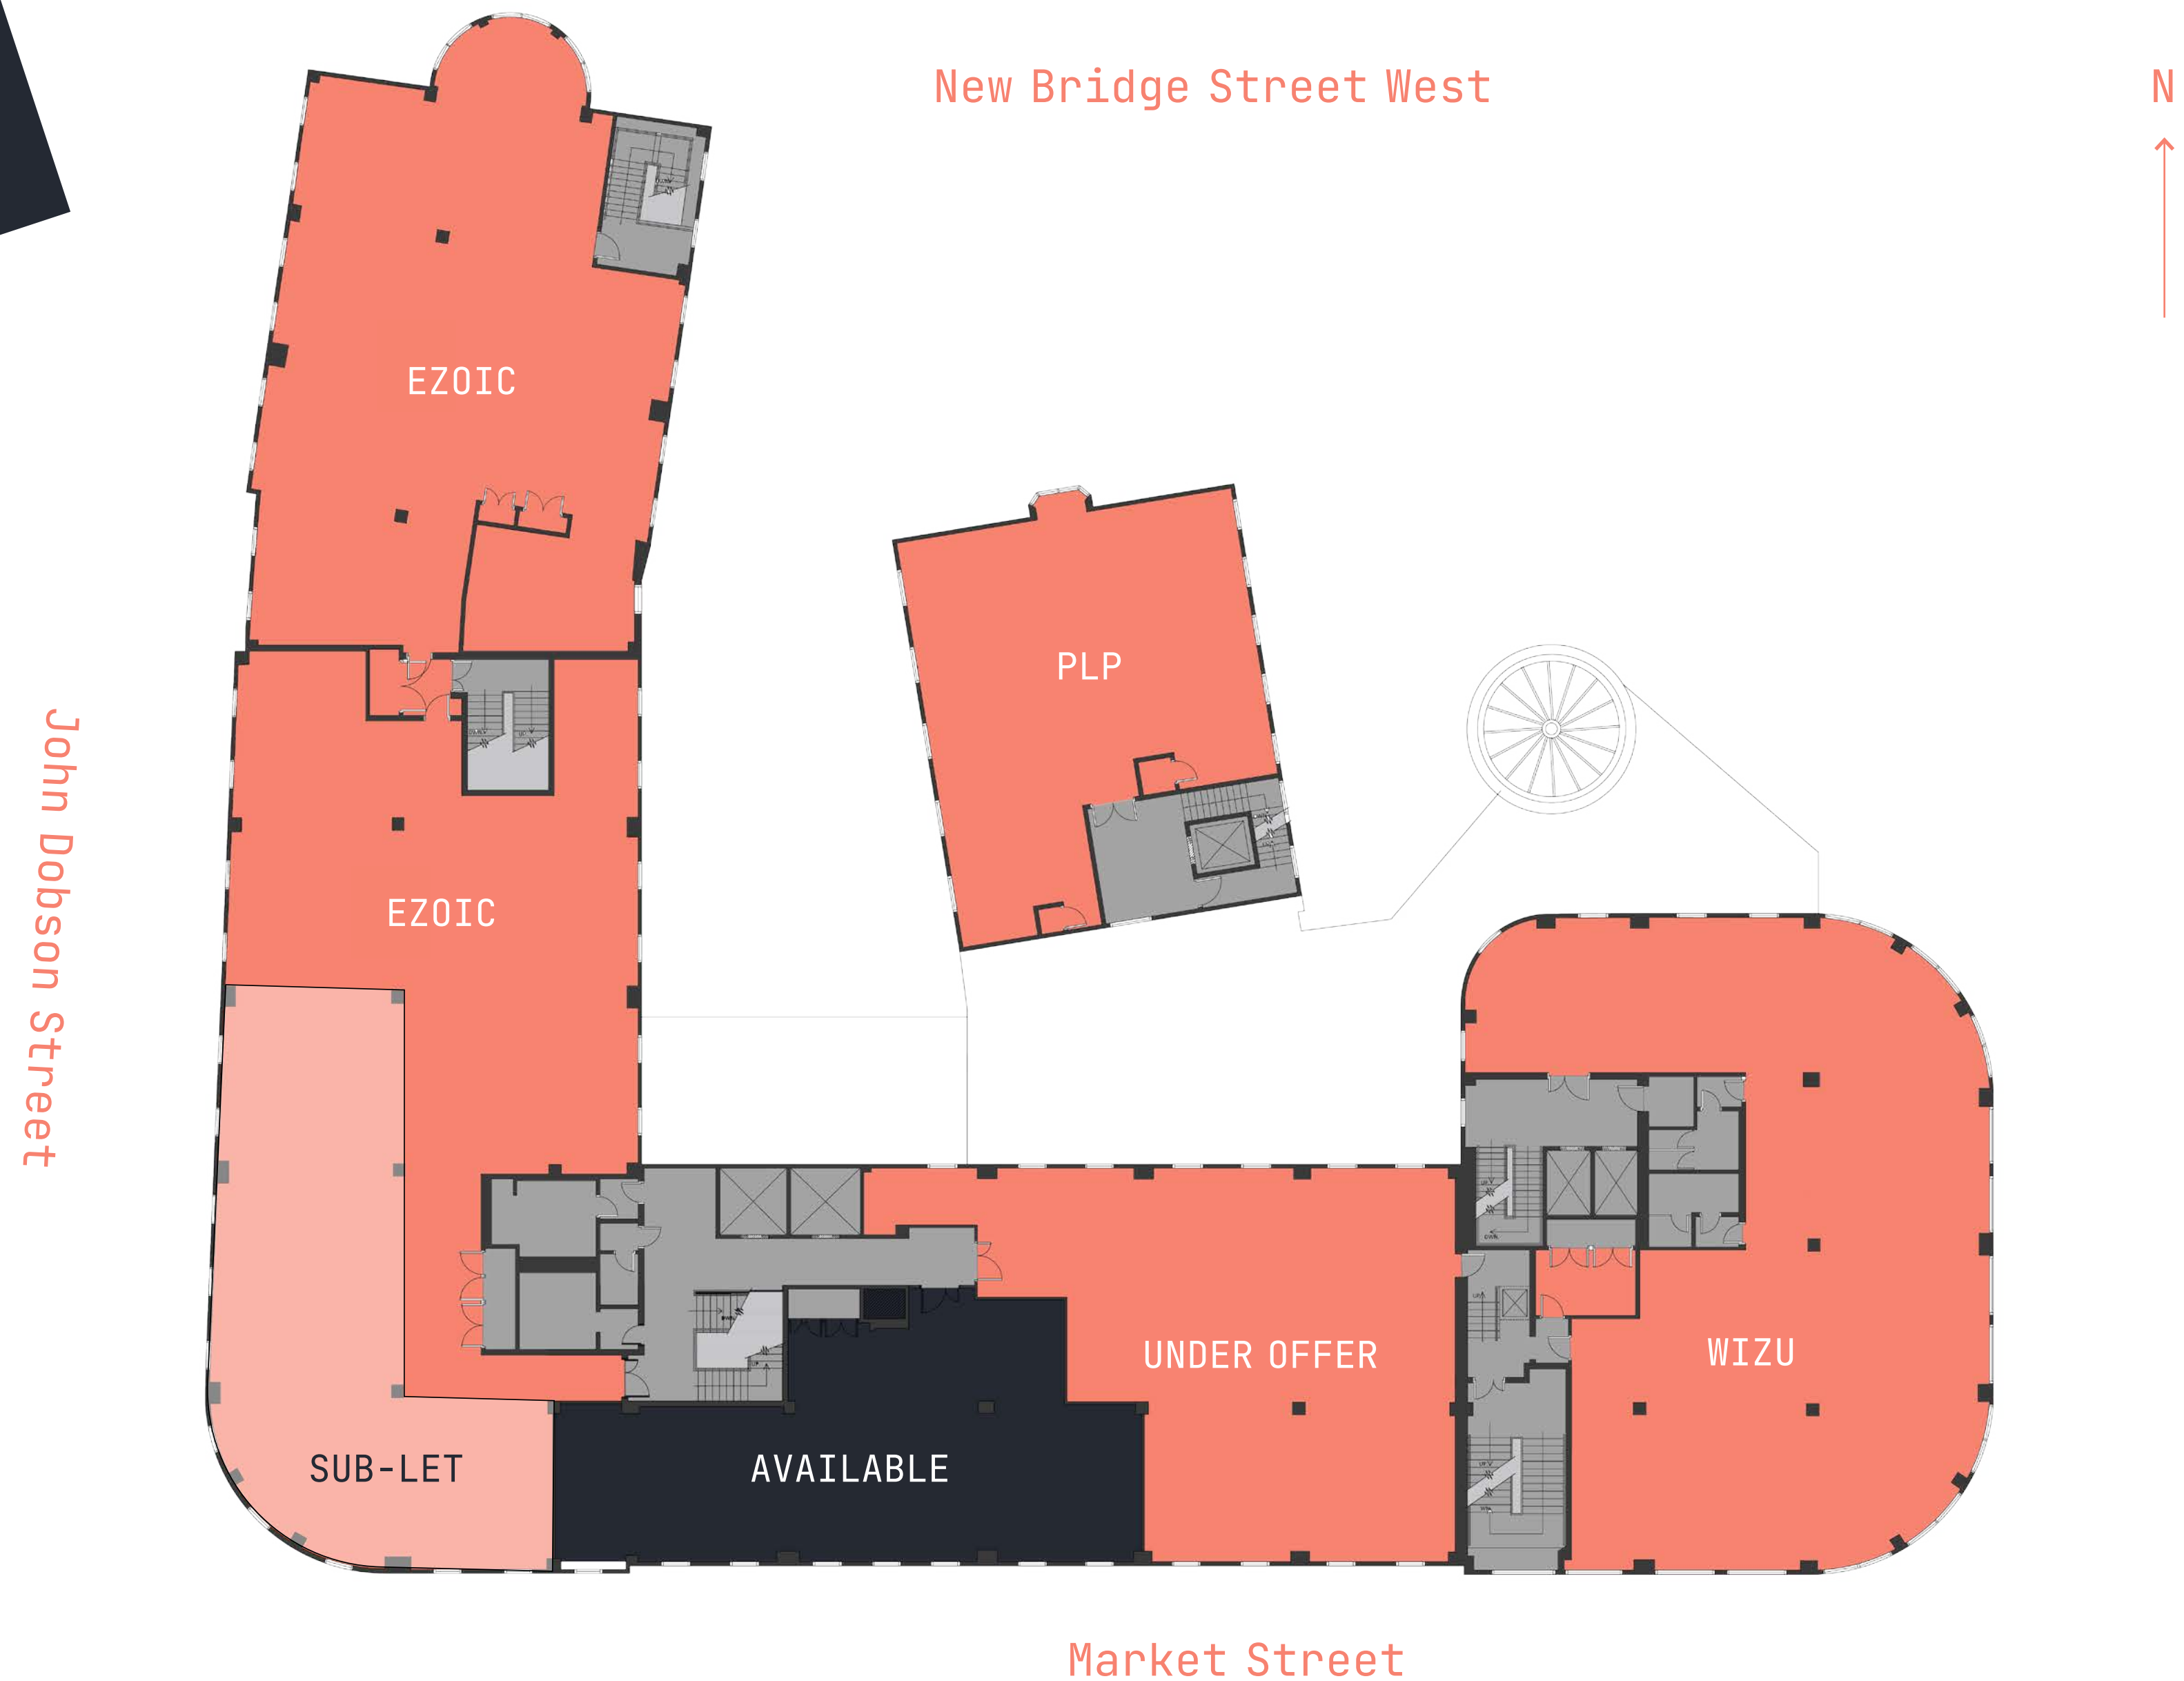 New Bridge Street West
N
EZOIC
PLP
John Dobson Street
EZOIC
UNDER OFFER
WIZU
SUB-LET
AVAILABLE
Market Street